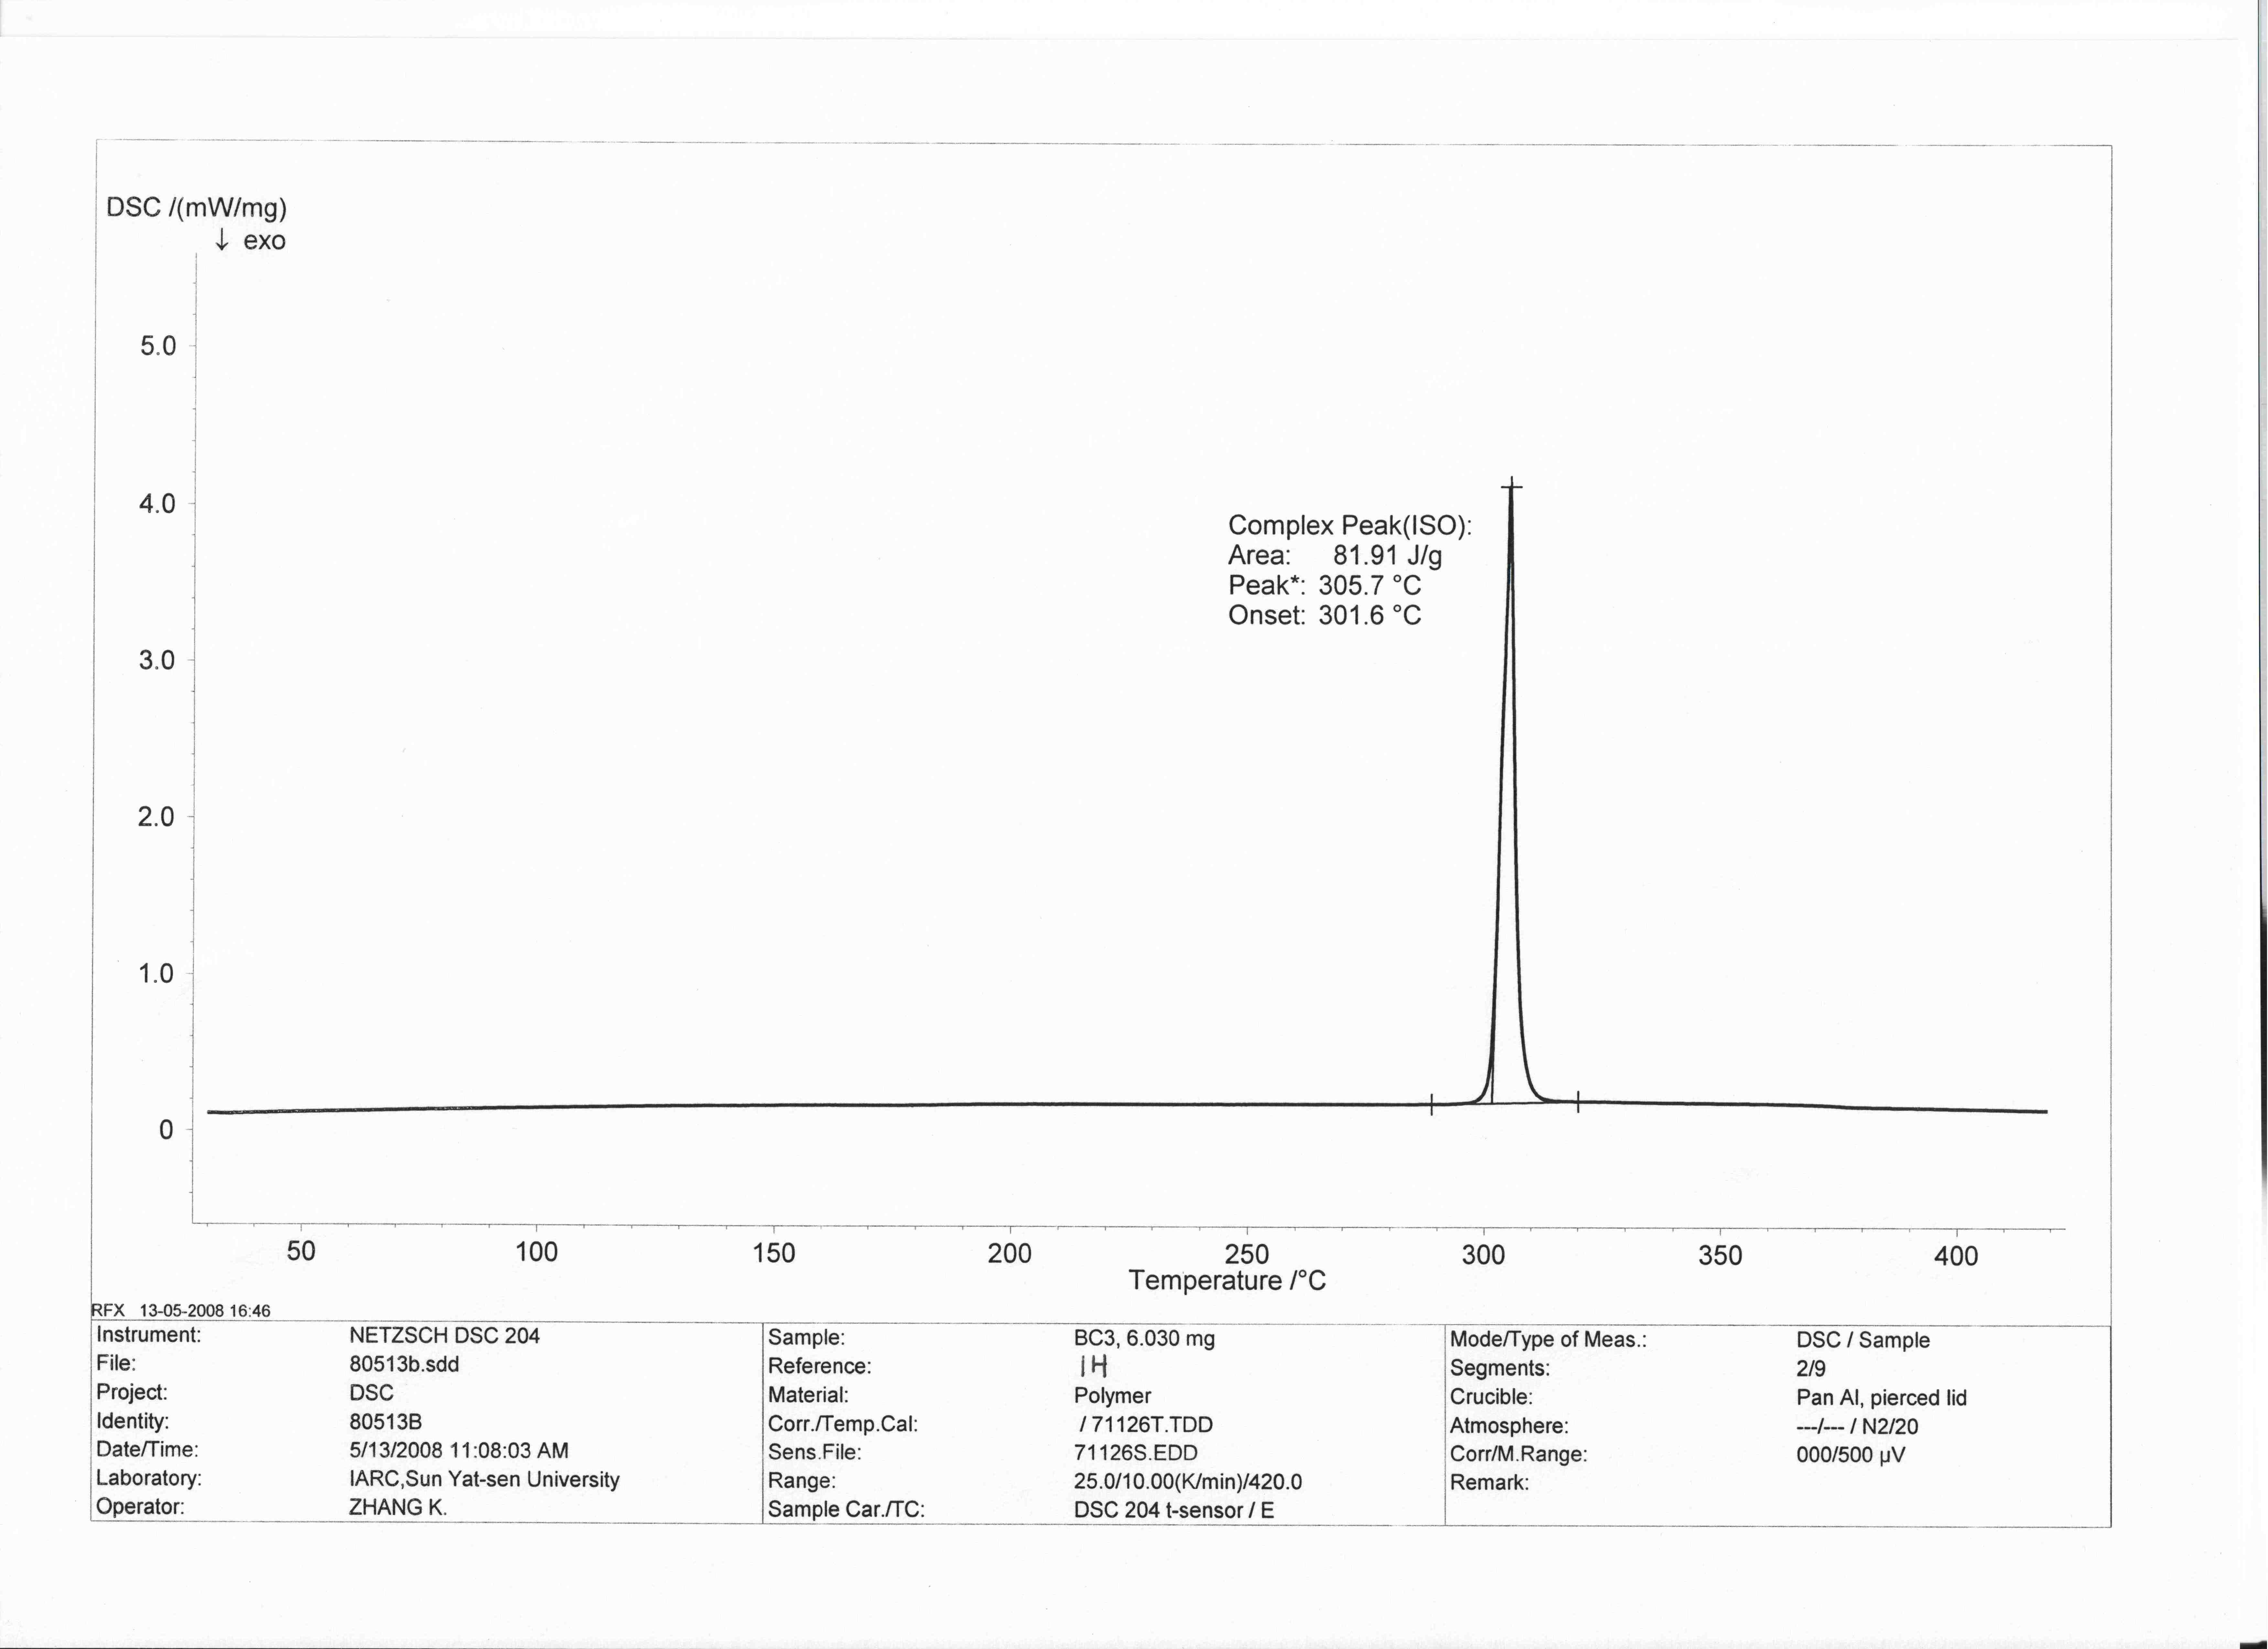 DSC /(mW/mg)
↓ exo
5.0
4.0
3.0
2.0
1.0
0
Complex Peak(ISO):
Area: 81.91 J/g
Peak*: 305.7 °C
Onset: 301.6 °C
50 100 150 200 250 300 350 400
Temperature /°C
RFX 13-05-2008 16:46
Instrument: NETZSCH DSC 204
File: 80513b.sdd
Project: DSC
Identity: 80513B
Date/Time: 5/13/2008 11:08:03 AM
Laboratory: IARC,Sun Yat-sen University
Operator: ZHANG K.
Sample: BC3, 6.030 mg
Reference: 1H
Material: Polymer
Corr./Temp.Cal: / 71126T.TDD
Sens.File: 71126S.EDD
Range: 25.0/10.00(K/min)/420.0
Sample Car./TC: DSC 204 t-sensor / E
Mode/Type of Meas.: DSC / Sample
Segments: 2/9
Crucible: Pan Al, pierced lid
Atmosphere: ---/--- / N2/20
Corr/M.Range: 000/500 µV
Remark: